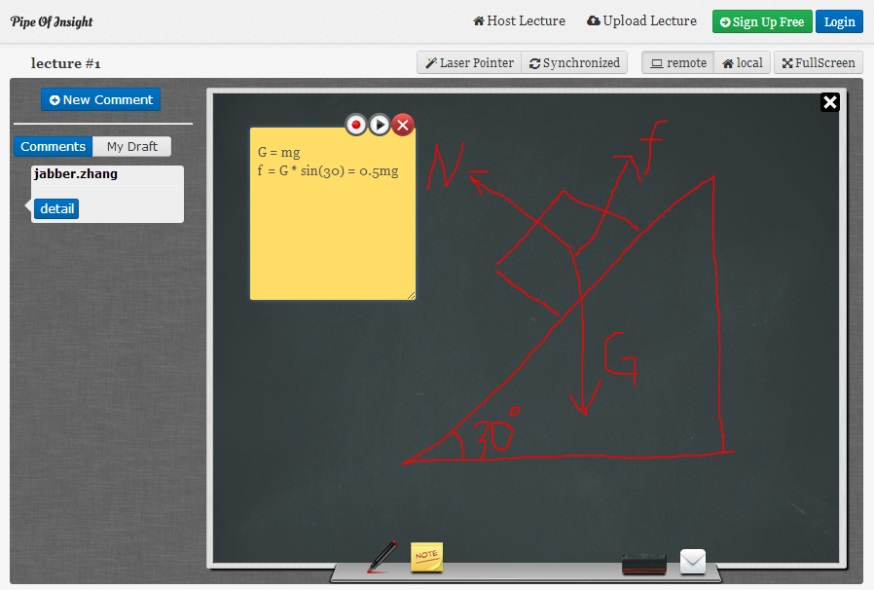 Pipe Of Insight
Host Lecture
Upload Lecture
Sign Up Free
Login
lecture #1
Laser Pointer
Synchronized
remote
local
FullScreen
New Comment
Comments
My Draft
jabber.zhang
detail
G = mg
f = G * sin(30) = 0.5mg
N
f
G
30°
NOTE